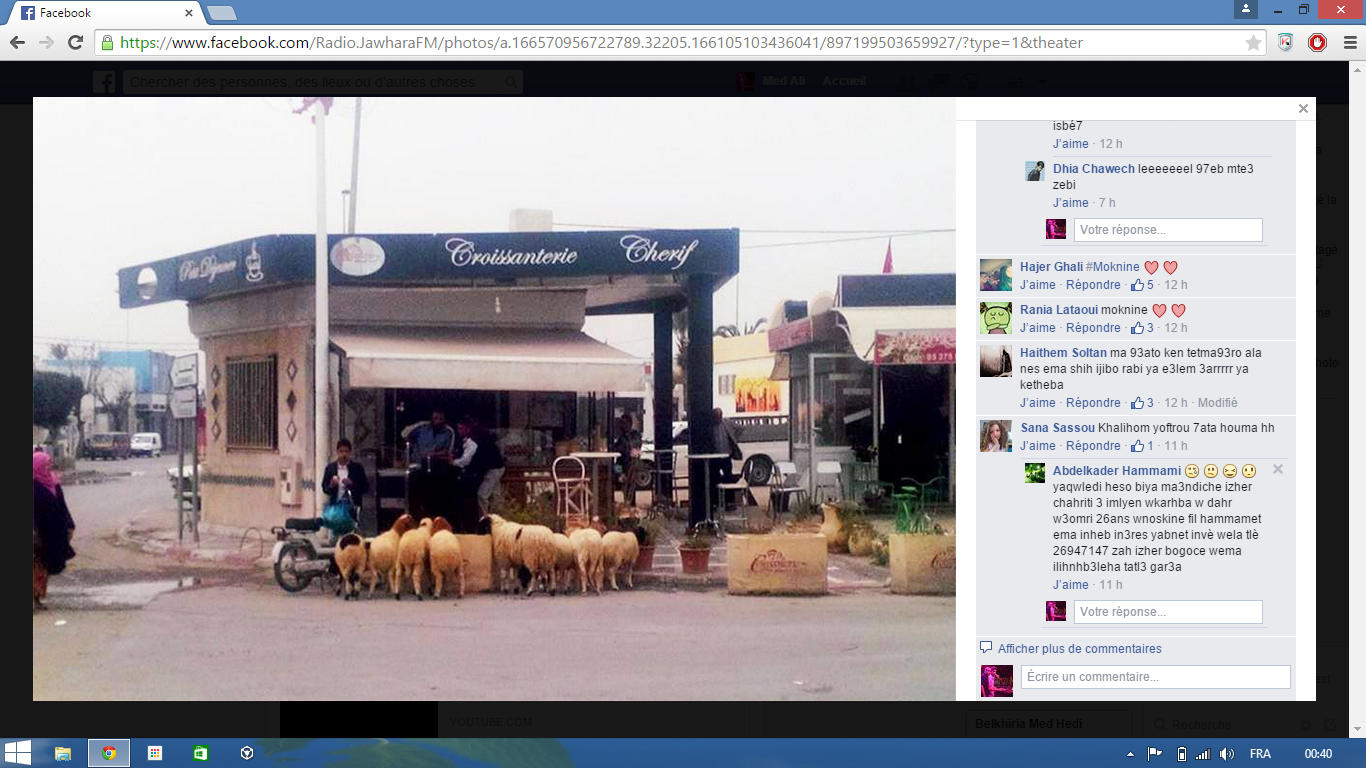 Facebook
https://www.facebook.com/Radio.JawharaFM/photos/a.166570956722789.32205.166105103436041/897199503659927/?type=1&theater
Chercher des personnes, des lieux ou d'autres choses
Med Ali Accueil
Petit Déjeuner
Croissanterie Cherif
isbé7
J'aime · 12 h
Dhia Chawech leeeeeeel 97eb mte3
zebi
J'aime · 7 h
Votre réponse...
Hajer Ghali #Moknine
J'aime · Répondre · 5 · 12 h
Rania Lataoui moknine
J'aime · Répondre · 3 · 12 h
Haithem Soltan ma 93ato ken tetma93ro ala
nes ema shih ijibo rabi ya e3lem 3arrrrr ya
ketheba
J'aime · Répondre · 3 · 12 h · Modifié
Sana Sassou Khalihom yoftrou 7ata houma hh
J'aime · Répondre · 1 · 11 h
Abdelkader Hammami
yaqwledi heso biya ma3ndiche izher
chahriti 3 imlyen wkarhba w dahr
w3omri 26ans wnoskine fil hammamet
ema inheb in3res yabnet invè wela tlè
26947147 zah izher bogoce wema
ilihnhb3leha tatl3 gar3a
J'aime · 11 h
Votre réponse...
Afficher plus de commentaires
Écrire un commentaire...
YOUTUBE.COM
Belkhiria Med Hedi
Recherche
FRA
00:40